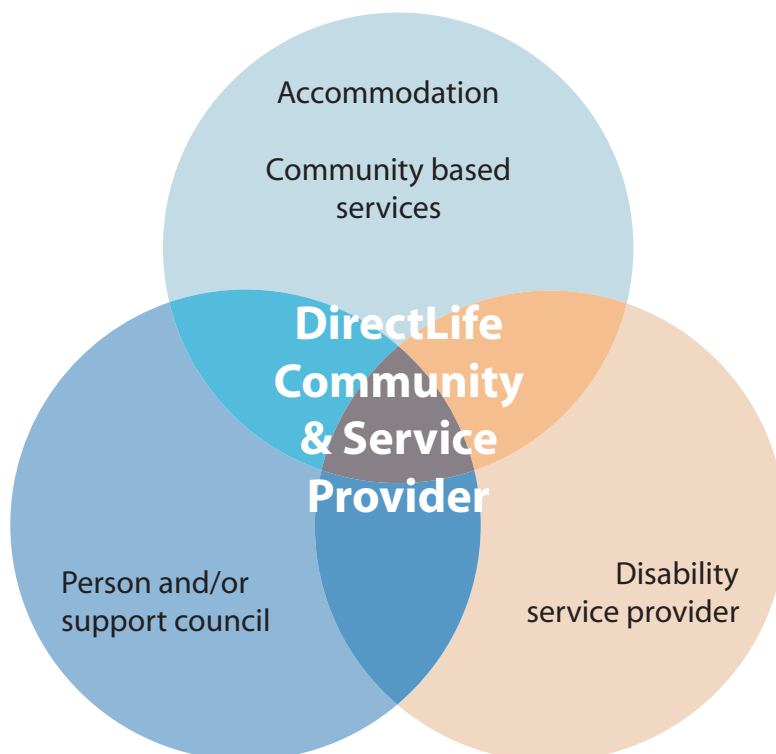 Accommodation
Community based
services
DirectLife
Community
& Service
Provider
Person and/or
support council
Disability
service provider